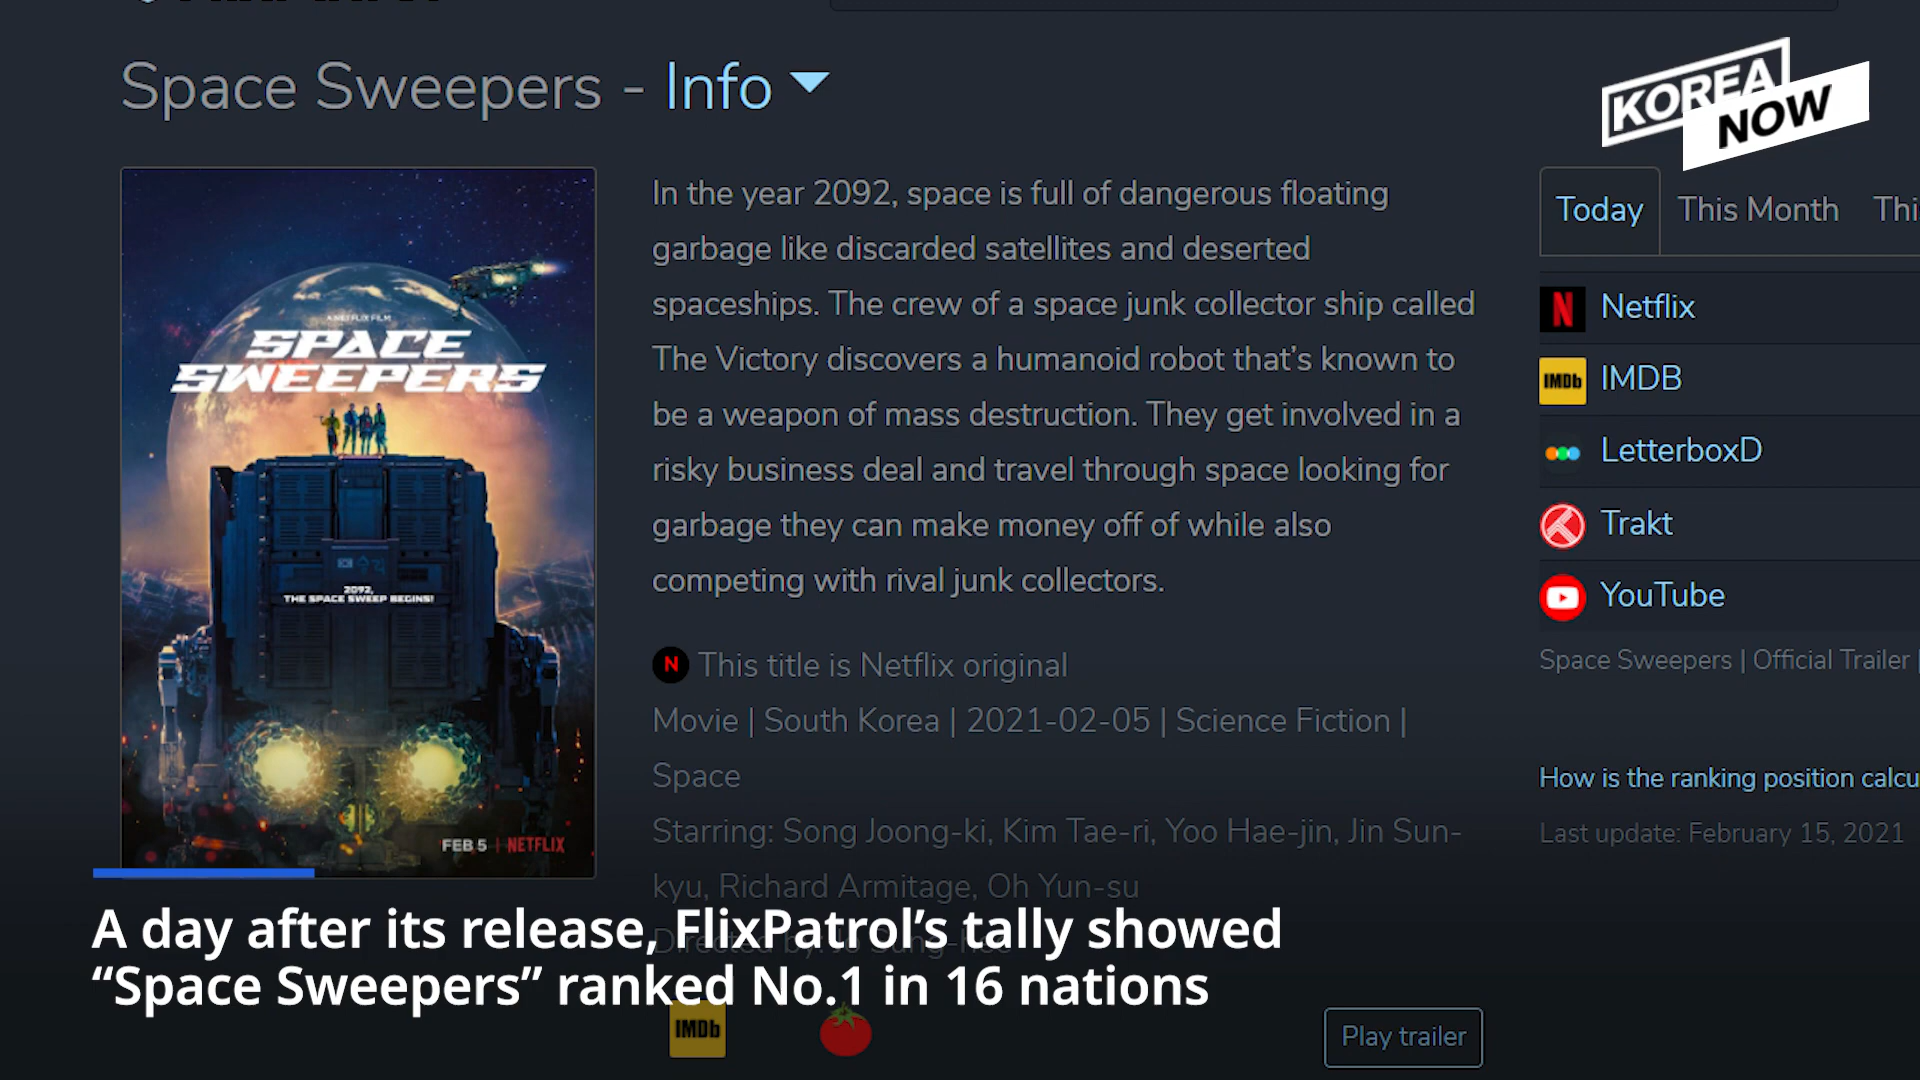 Space Sweepers - Info
KOREA
NOW
A NETFLIX FILM
SPACE
SWEEPERS
2092,
THE SPACE SWEEP BEGINS!
FEB 5 | NETFLIX
In the year 2092, space is full of dangerous floating
garbage like discarded satellites and deserted
spaceships. The crew of a space junk collector ship called
The Victory discovers a humanoid robot that’s known to
be a weapon of mass destruction. They get involved in a
risky business deal and travel through space looking for
garbage they can make money off of while also
competing with rival junk collectors.
N This title is Netflix original
Movie | South Korea | 2021-02-05 | Science Fiction |
Space
Starring: Song Joong-ki, Kim Tae-ri, Yoo Hae-jin, Jin Sun-
kyu, Richard Armitage, Oh Yun-su
Directed by: Jo Sung-hee
IMDb
Play trailer
Today This Month Thi
N Netflix
IMDb IMDB
LetterboxD
Trakt
YouTube
Space Sweepers | Official Trailer |
How is the ranking position calcu
Last update: February 15, 2021
A day after its release, FlixPatrol’s tally showed
“Space Sweepers” ranked No.1 in 16 nations